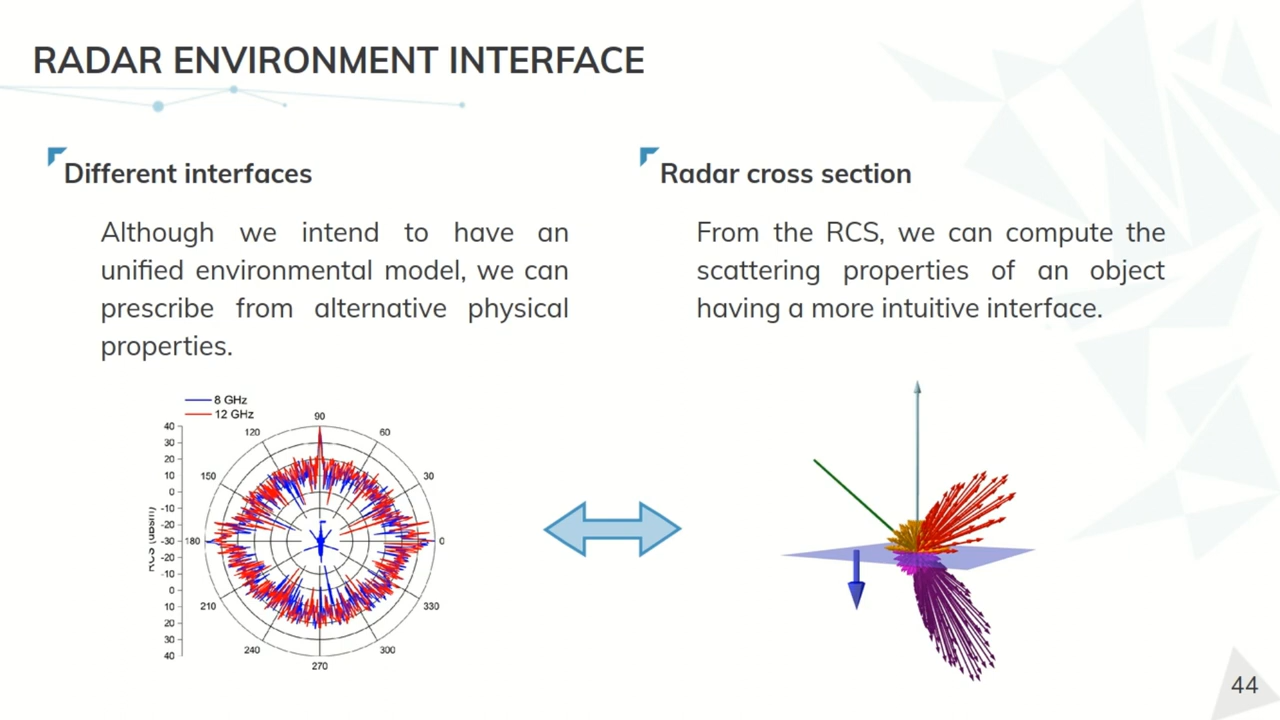 RADAR ENVIRONMENT INTERFACE
Different interfaces
Although we intend to have an
unified environmental model, we can
prescribe from alternative physical
properties.
Radar cross section
From the RCS, we can compute the
scattering properties of an object
having a more intuitive interface.
8 GHz
12 GHz
90
120
60
150
30
180
0
210
330
240
300
270
40
30
20
10
0
-10
-20
-30
-20
-10
0
10
20
30
40
44